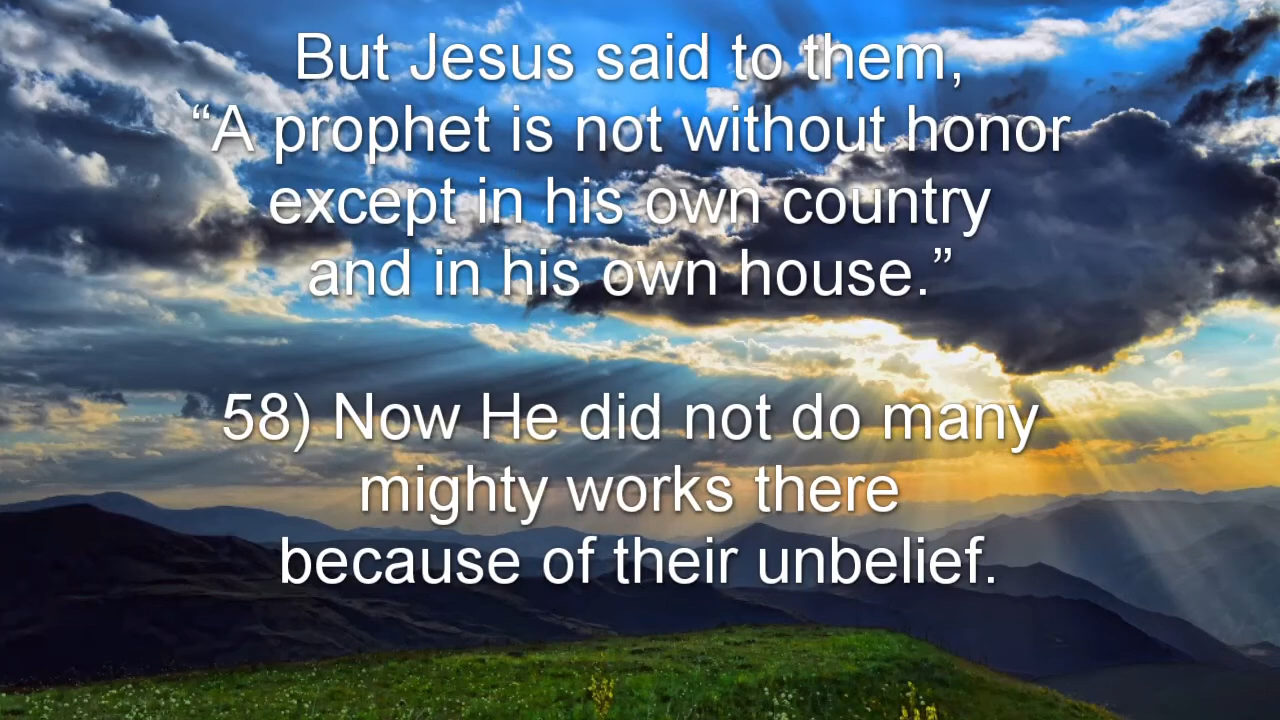 But Jesus said to them,
“A prophet is not without honor
except in his own country
and in his own house.”
58) Now He did not do many
mighty works there
because of their unbelief.